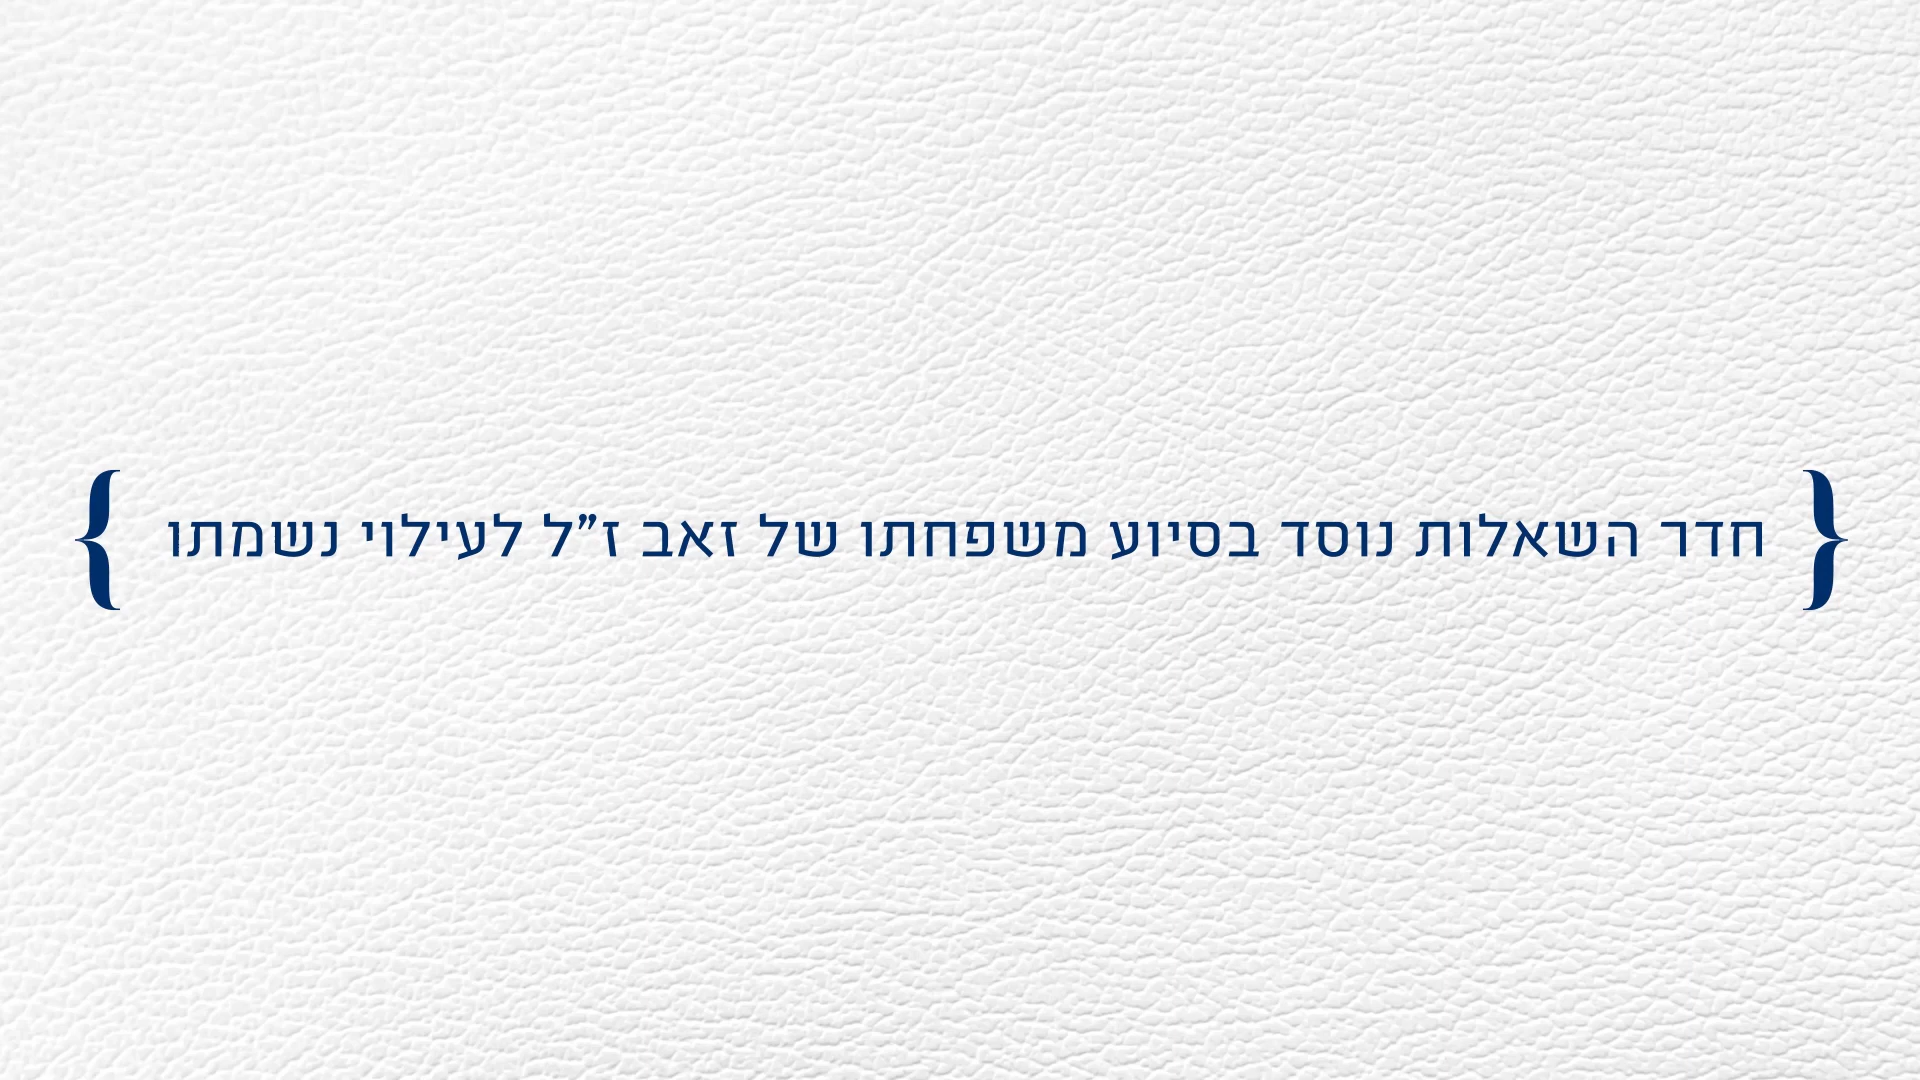 { חדר השאלות נוסד בסיוע משפחתו של זאב ז”ל לעילוי נשמתו }